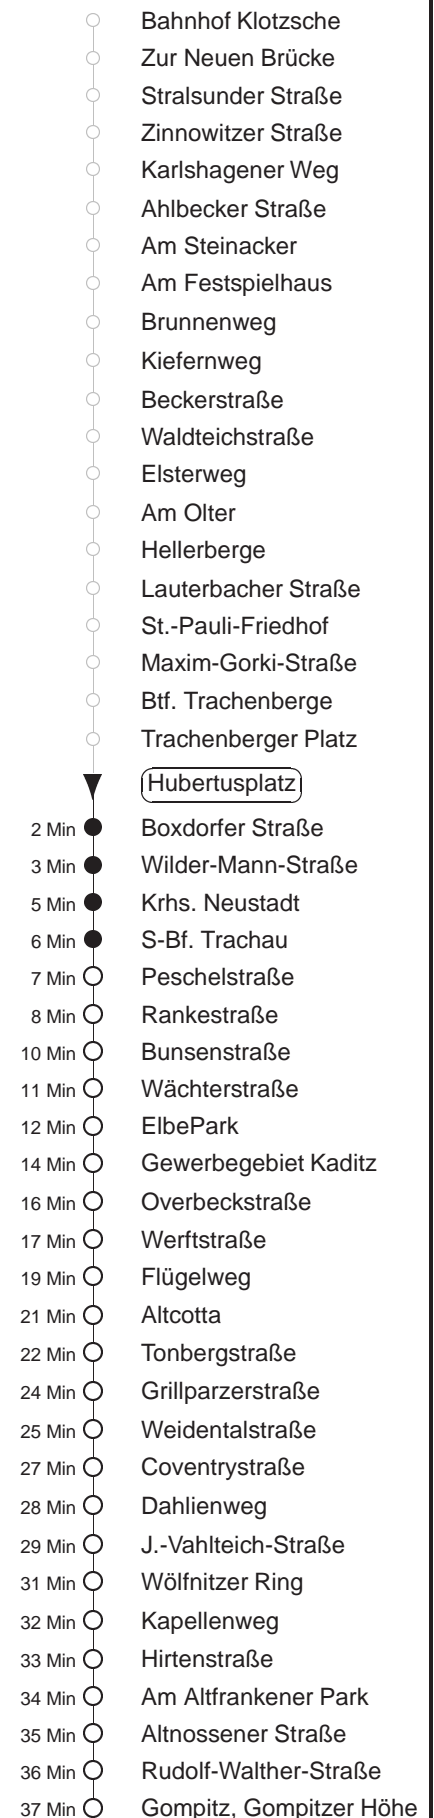 Bahnhof Klotzsche
Zur Neuen Brücke
Stralsunder Straße
Zinnowitzer Straße
Karlshagener Weg
Ahlbecker Straße
Am Steinacker
Am Festspielhaus
Brunnenweg
Kiefernweg
Beckerstraße
Waldteichstraße
Elsterweg
Am Olter
Hellerberge
Lauterbacher Straße
St.-Pauli-Friedhof
Maxim-Gorki-Straße
Btf. Trachenberge
Trachenberger Platz
Hubertusplatz
2 Min Boxdorfer Straße
3 Min Wilder-Mann-Straße
5 Min Krhs. Neustadt
6 Min S-Bf. Trachau
7 Min Peschelstraße
8 Min Rankestraße
10 Min Bunsenstraße
11 Min Wächterstraße
12 Min ElbePark
14 Min Gewerbegebiet Kaditz
16 Min Overbeckstraße
17 Min Werftstraße
19 Min Flügelweg
21 Min Altcotta
22 Min Tonbergstraße
24 Min Grillparzerstraße
25 Min Weidentalstraße
27 Min Coventrystraße
28 Min Dahlienweg
29 Min J.-Vahlteich-Straße
31 Min Wölfnitzer Ring
32 Min Kapellenweg
33 Min Hirtenstraße
34 Min Am Altfrankener Park
35 Min Altnossener Straße
36 Min Rudolf-Walther-Straße
37 Min Gompitz, Gompitzer Höhe